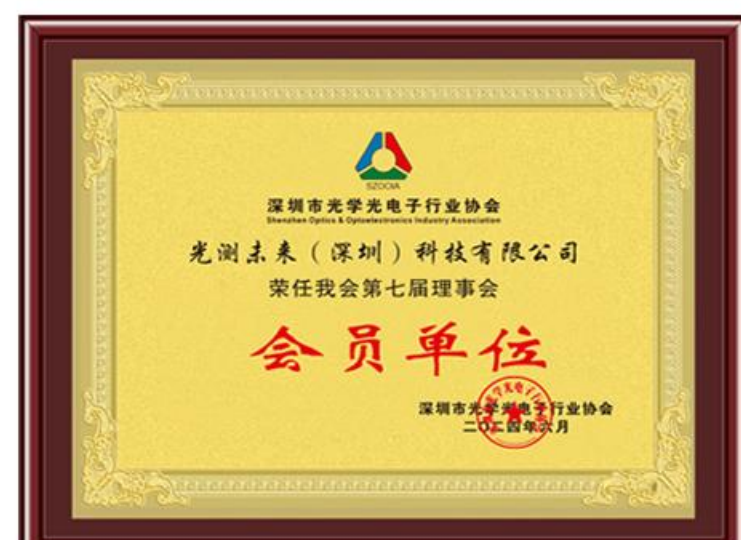 SZOOIA
深圳市光学光电子行业协会
Shenzhen Optics & Optoelectronics Industry Association
光测未来（深圳）科技有限公司
荣任我会第七届理事会
会员单位
深圳市光学光电子行业协会
二〇二四年六月